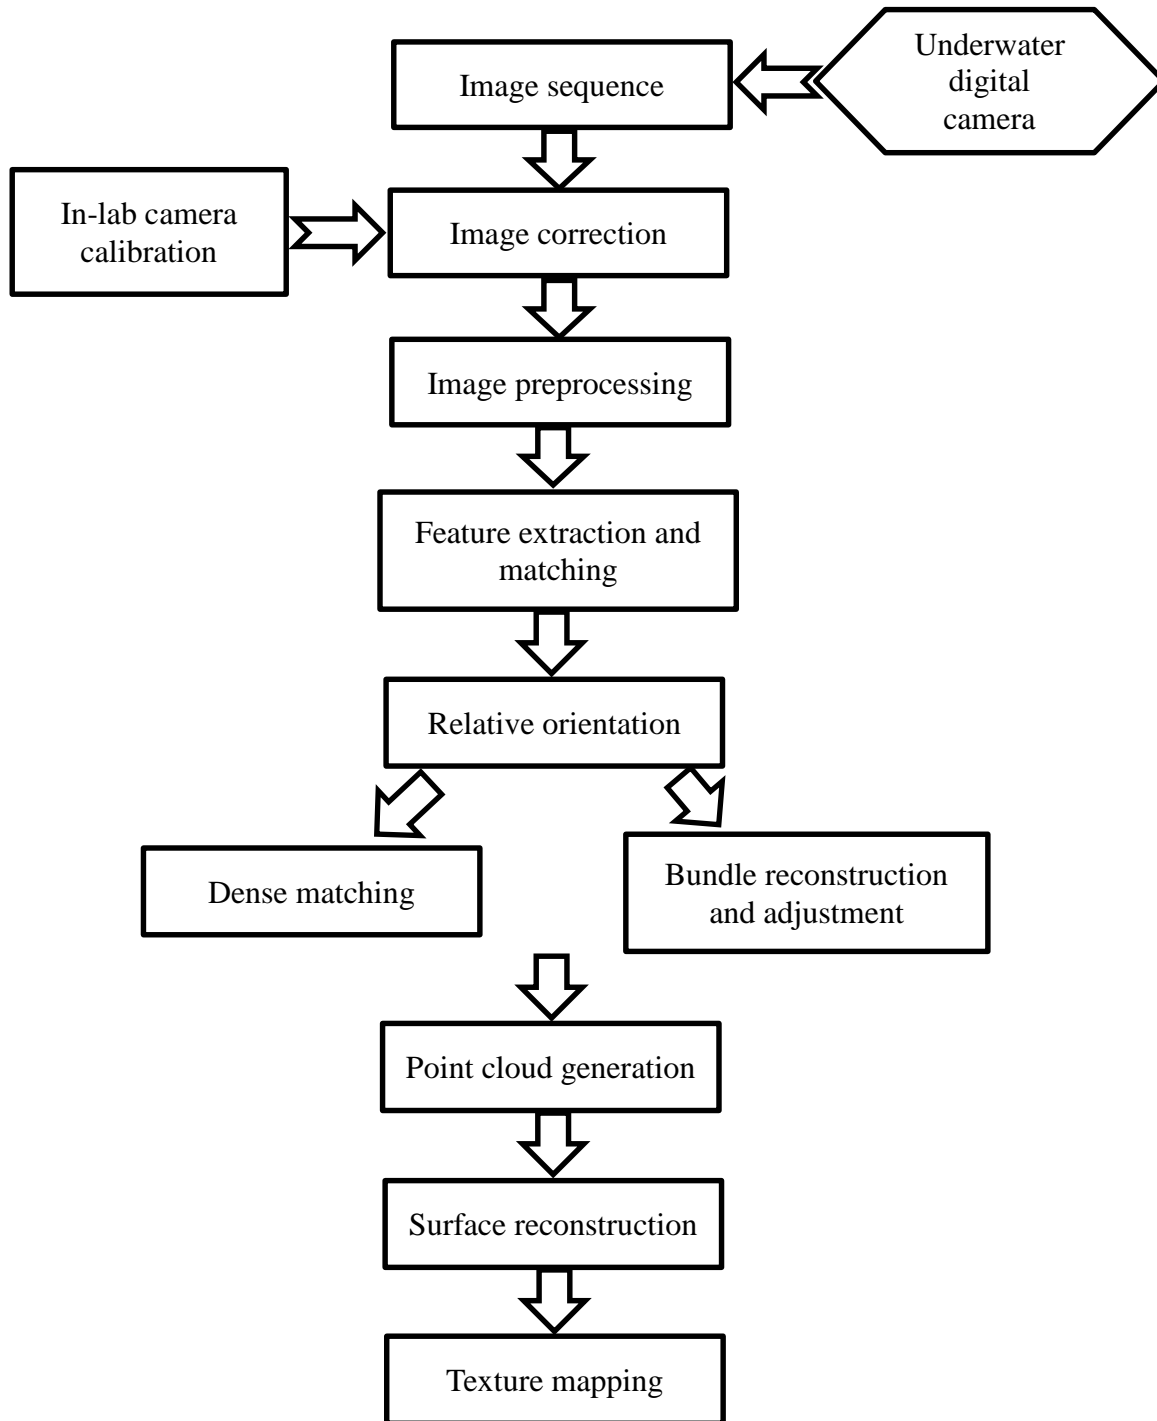 Image sequence
Underwater
digital
camera
In-lab camera
calibration
Image correction
Image preprocessing
Feature extraction and
matching
Relative orientation
Dense matching
Bundle reconstruction
and adjustment
Point cloud generation
Surface reconstruction
Texture mapping